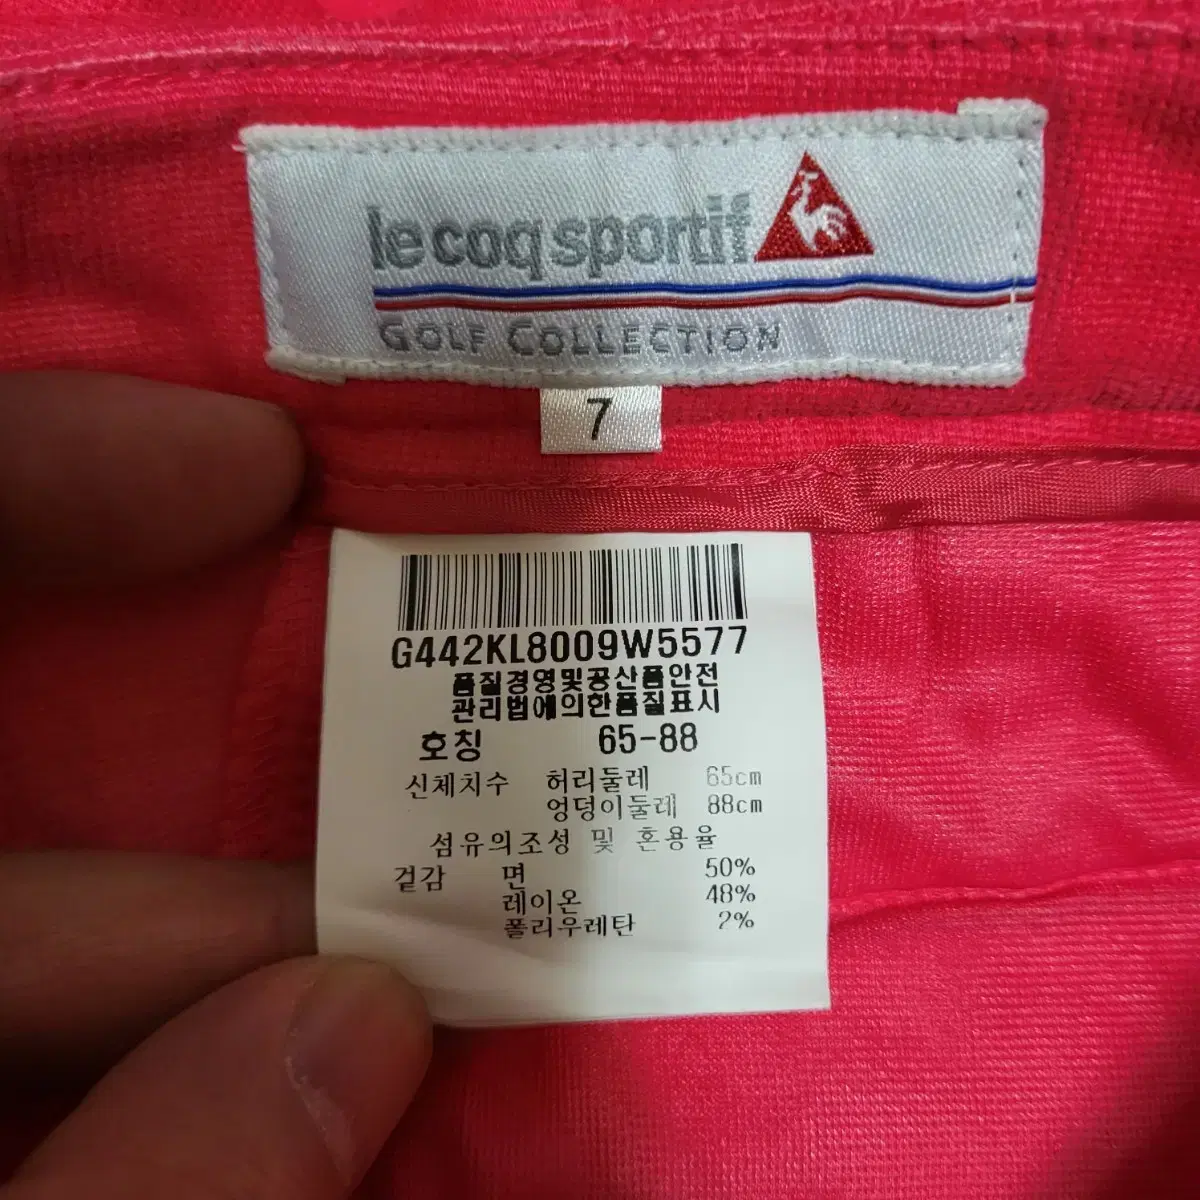 le coq sportif
GOLF COLLECTION
7
G442KL8009W5577
품질경영및공산품안전
관리법에의한품질표시
호칭 65-88
신체치수 허리둘레 65cm
엉덩이둘레 88cm
섬유의조성 및 혼용율
겉감 면 50%
레이온 48%
폴리우레탄 2%